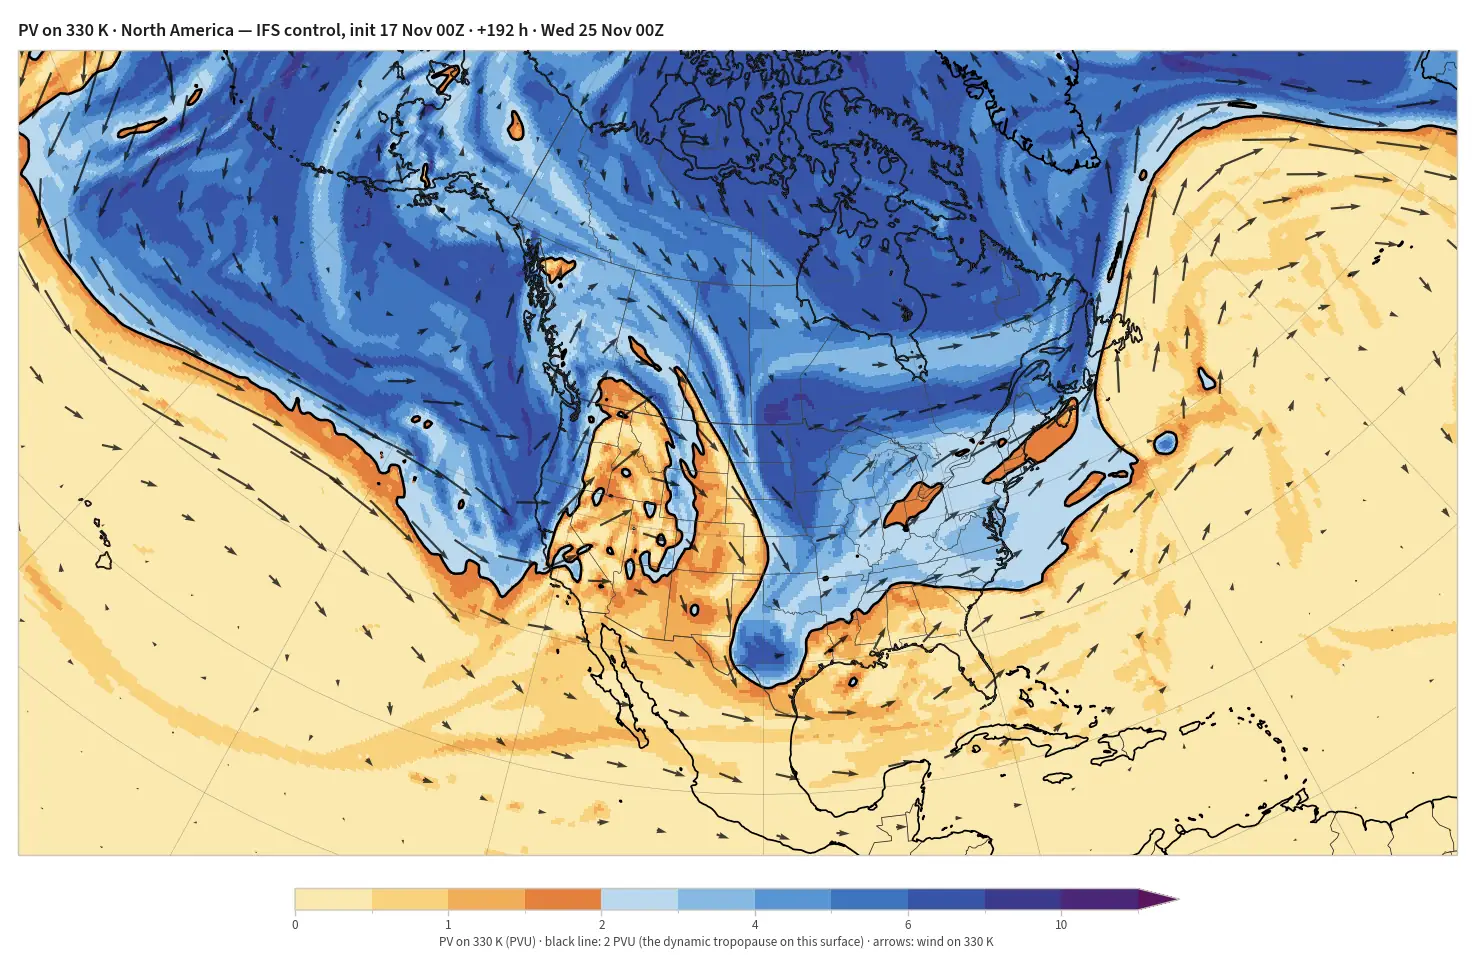 PV on 330 K · North America — IFS control, init 17 Nov 00Z · +192 h · Wed 25 Nov 00Z
0 1 2 4 6 10
PV on 330 K (PVU) · black line: 2 PVU (the dynamic tropopause on this surface) · arrows: wind on 330 K